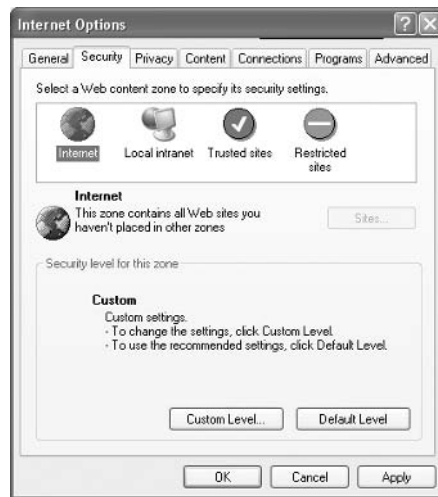 Internet Options
General Security Privacy Content Connections Programs Advanced
Select a Web content zone to specify its security settings.
Internet Local intranet Trusted sites Restricted
sites
Internet
This zone contains all Web sites you
haven't placed in other zones
Sites...
Security level for this zone
Custom
Custom settings.
- To change the settings, click Custom Level.
- To use the recommended settings, click Default Level.
Custom Level... Default Level
OK Cancel Apply